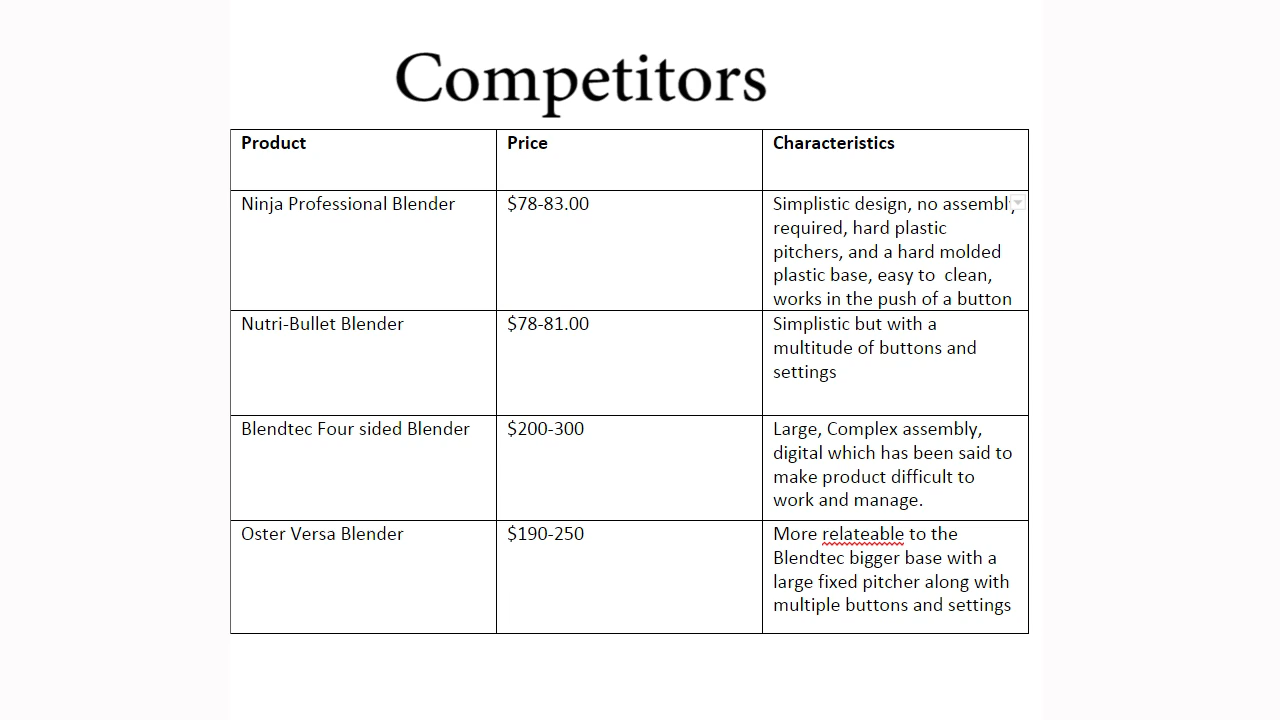 Competitors
Product Price Characteristics
Ninja Professional Blender $78-83.00 Simplistic design, no assembly
required, hard plastic
pitchers, and a hard molded
plastic base, easy to clean,
works in the push of a button
Nutri-Bullet Blender $78-81.00 Simplistic but with a
multitude of buttons and
settings
Blendtec Four sided Blender $200-300 Large, Complex assembly,
digital which has been said to
make product difficult to
work and manage.
Oster Versa Blender $190-250 More relateable to the
Blendtec bigger base with a
large fixed pitcher along with
multiple buttons and settings